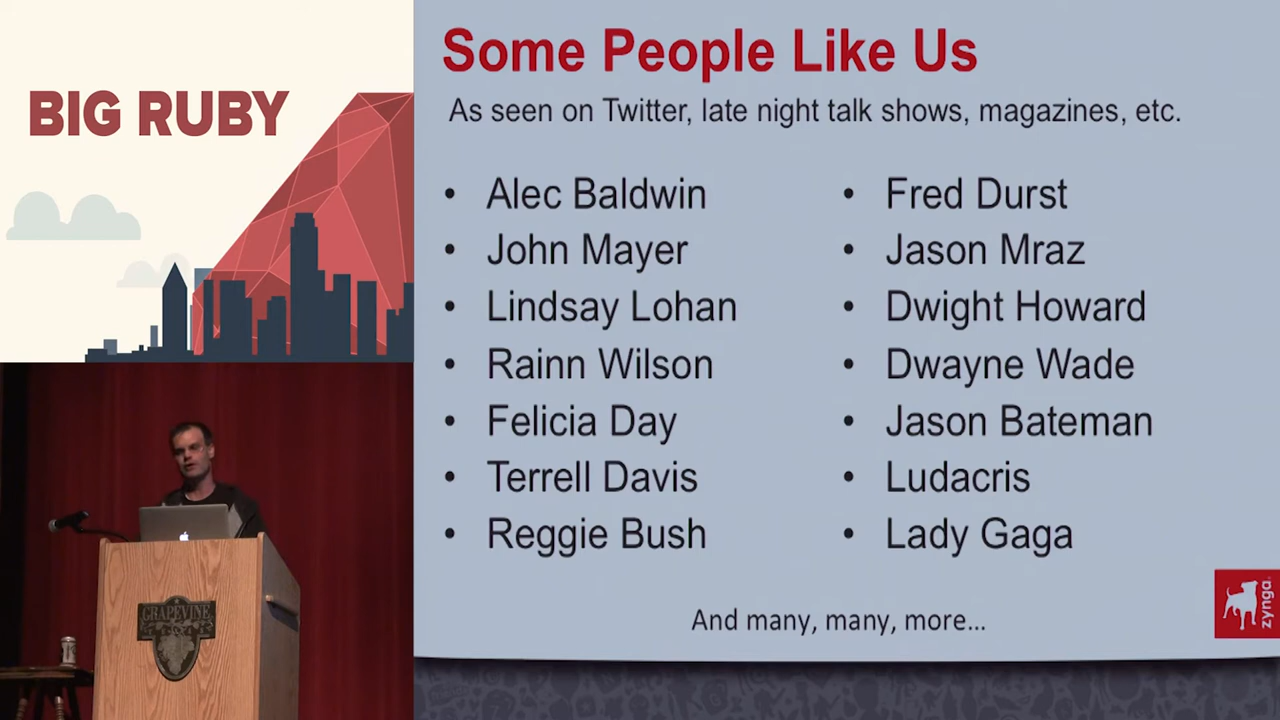 BIG RUBY
Some People Like Us
As seen on Twitter, late night talk shows, magazines, etc.
• Alec Baldwin
• John Mayer
• Lindsay Lohan
• Rainn Wilson
• Felicia Day
• Terrell Davis
• Reggie Bush
• Fred Durst
• Jason Mraz
• Dwight Howard
• Dwayne Wade
• Jason Bateman
• Ludacris
• Lady Gaga
And many, many, more...
zynga
GRAPEVINE